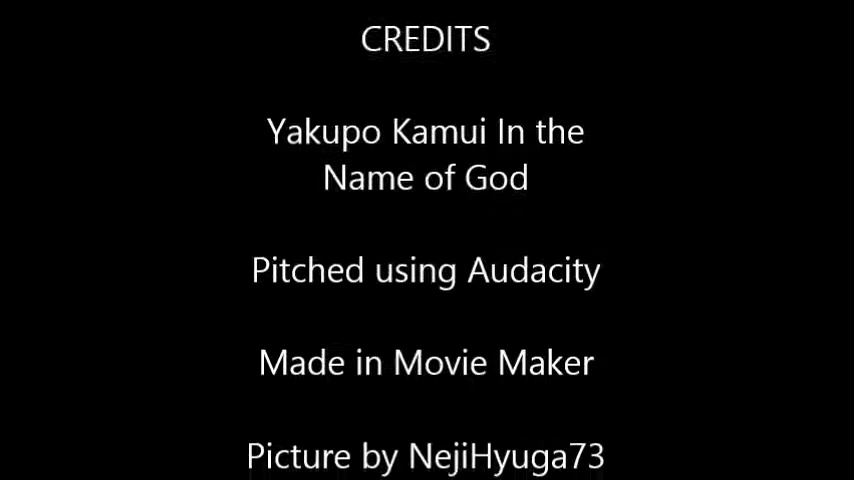 CREDITS
Yakupo Kamui In the
Name of God
Pitched using Audacity
Made in Movie Maker
Picture by NejiHyuga73